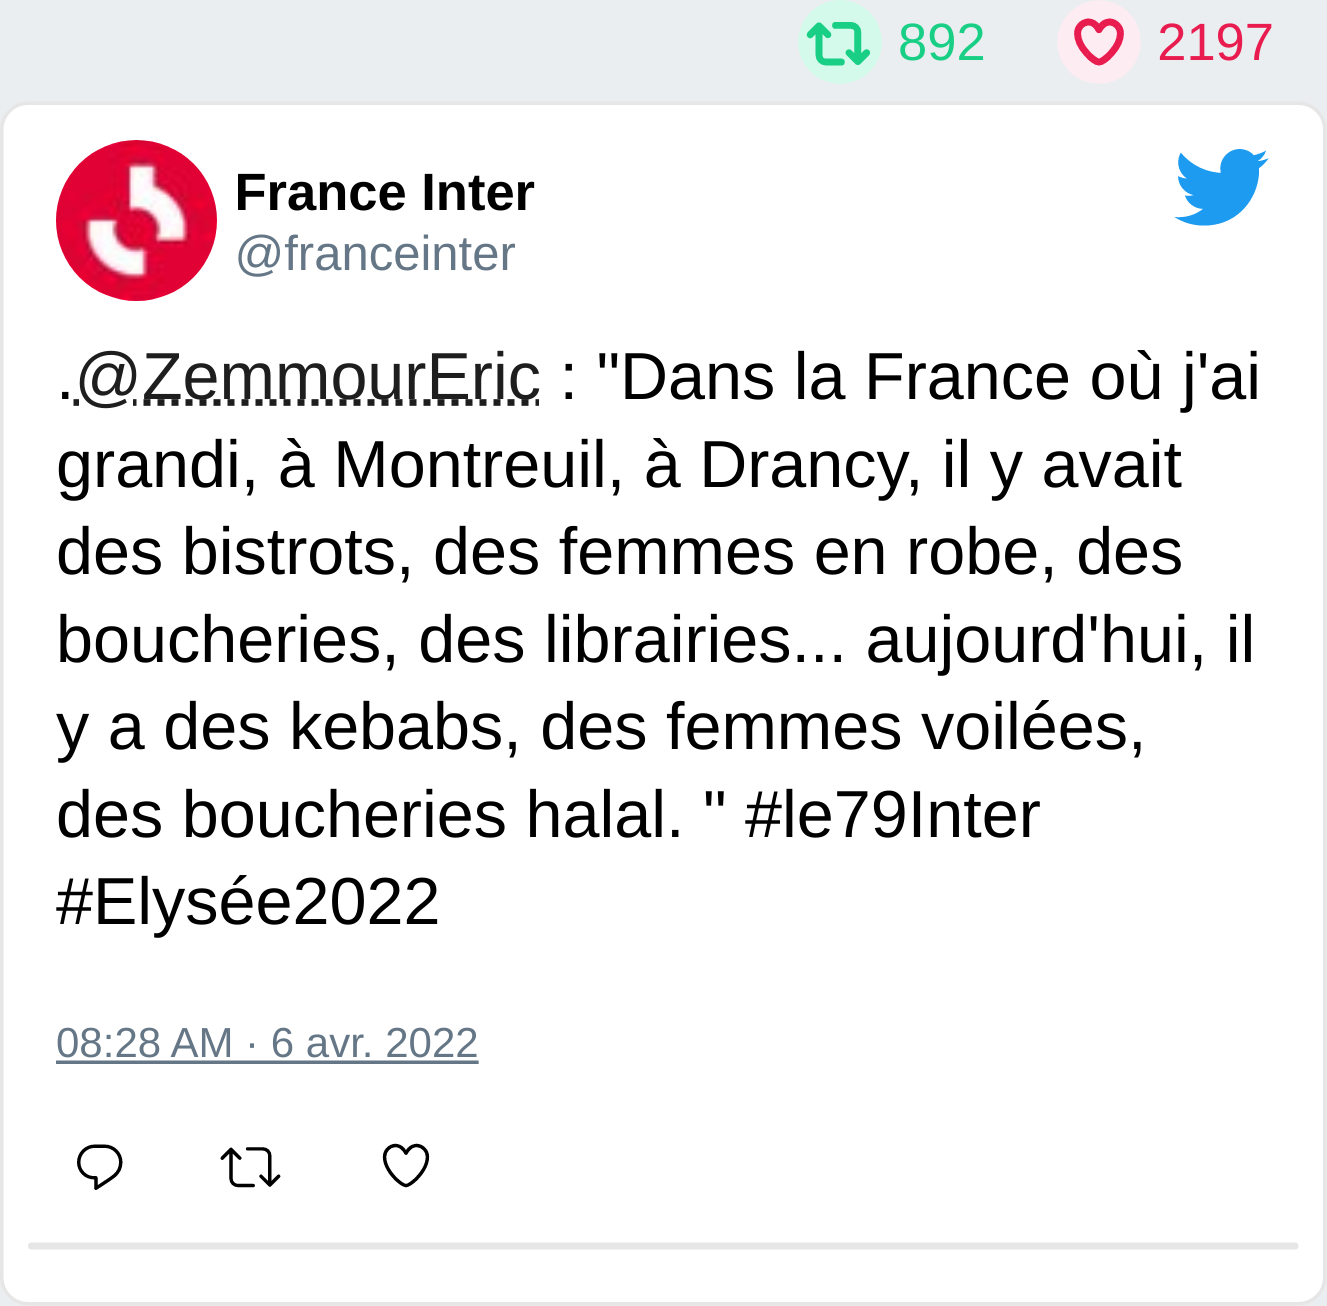 892 2197
France Inter
@franceinter
.@ZemmourEric : "Dans la France où j'ai
grandi, à Montreuil, à Drancy, il y avait
des bistrots, des femmes en robe, des
boucheries, des librairies... aujourd'hui, il
y a des kebabs, des femmes voilées,
des boucheries halal. " #le79Inter
#Elysée2022
08:28 AM · 6 avr. 2022